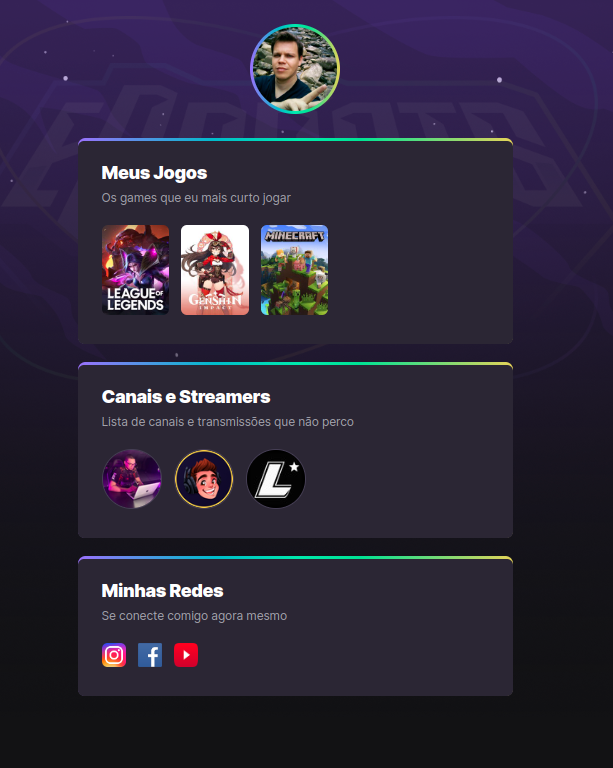 ESPORTS
Meus Jogos
Os games que eu mais curto jogar
LEAGUE OF
LEGENDS
GENSHIN
IMPACT
MINECRAFT
Canais e Streamers
Lista de canais e transmissões que não perco
L
Minhas Redes
Se conecte comigo agora mesmo
f